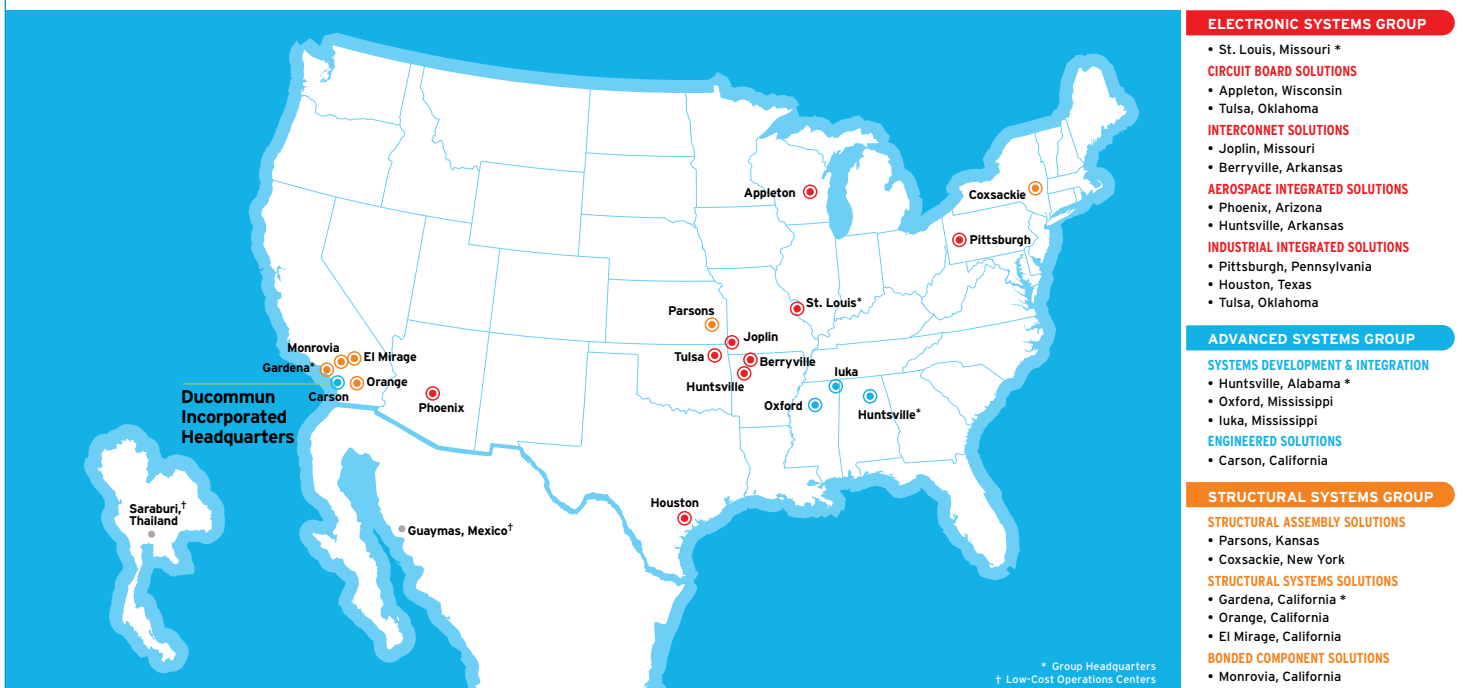 Appleton
Coxsackie
Pittsburgh
St. Louis*
Parsons
Joplin
Monrovia
El Mirage
Tulsa
Berryville
Gardena*
Iuka
Orange
Huntsville
Ducommun
Incorporated
Headquarters
Carson
Phoenix
Oxford
Huntsville*
Houston
Saraburi,†
Thailand
Guaymas, Mexico†
* Group Headquarters
† Low-Cost Operations Centers
ELECTRONIC SYSTEMS GROUP
• St. Louis, Missouri *
CIRCUIT BOARD SOLUTIONS
• Appleton, Wisconsin
• Tulsa, Oklahoma
INTERCONNET SOLUTIONS
• Joplin, Missouri
• Berryville, Arkansas
AEROSPACE INTEGRATED SOLUTIONS
• Phoenix, Arizona
• Huntsville, Arkansas
INDUSTRIAL INTEGRATED SOLUTIONS
• Pittsburgh, Pennsylvania
• Houston, Texas
• Tulsa, Oklahoma
ADVANCED SYSTEMS GROUP
SYSTEMS DEVELOPMENT & INTEGRATION
• Huntsville, Alabama *
• Oxford, Mississippi
• Iuka, Mississippi
ENGINEERED SOLUTIONS
• Carson, California
STRUCTURAL SYSTEMS GROUP
STRUCTURAL ASSEMBLY SOLUTIONS
• Parsons, Kansas
• Coxsackie, New York
STRUCTURAL SYSTEMS SOLUTIONS
• Gardena, California *
• Orange, California
• El Mirage, California
BONDED COMPONENT SOLUTIONS
• Monrovia, California